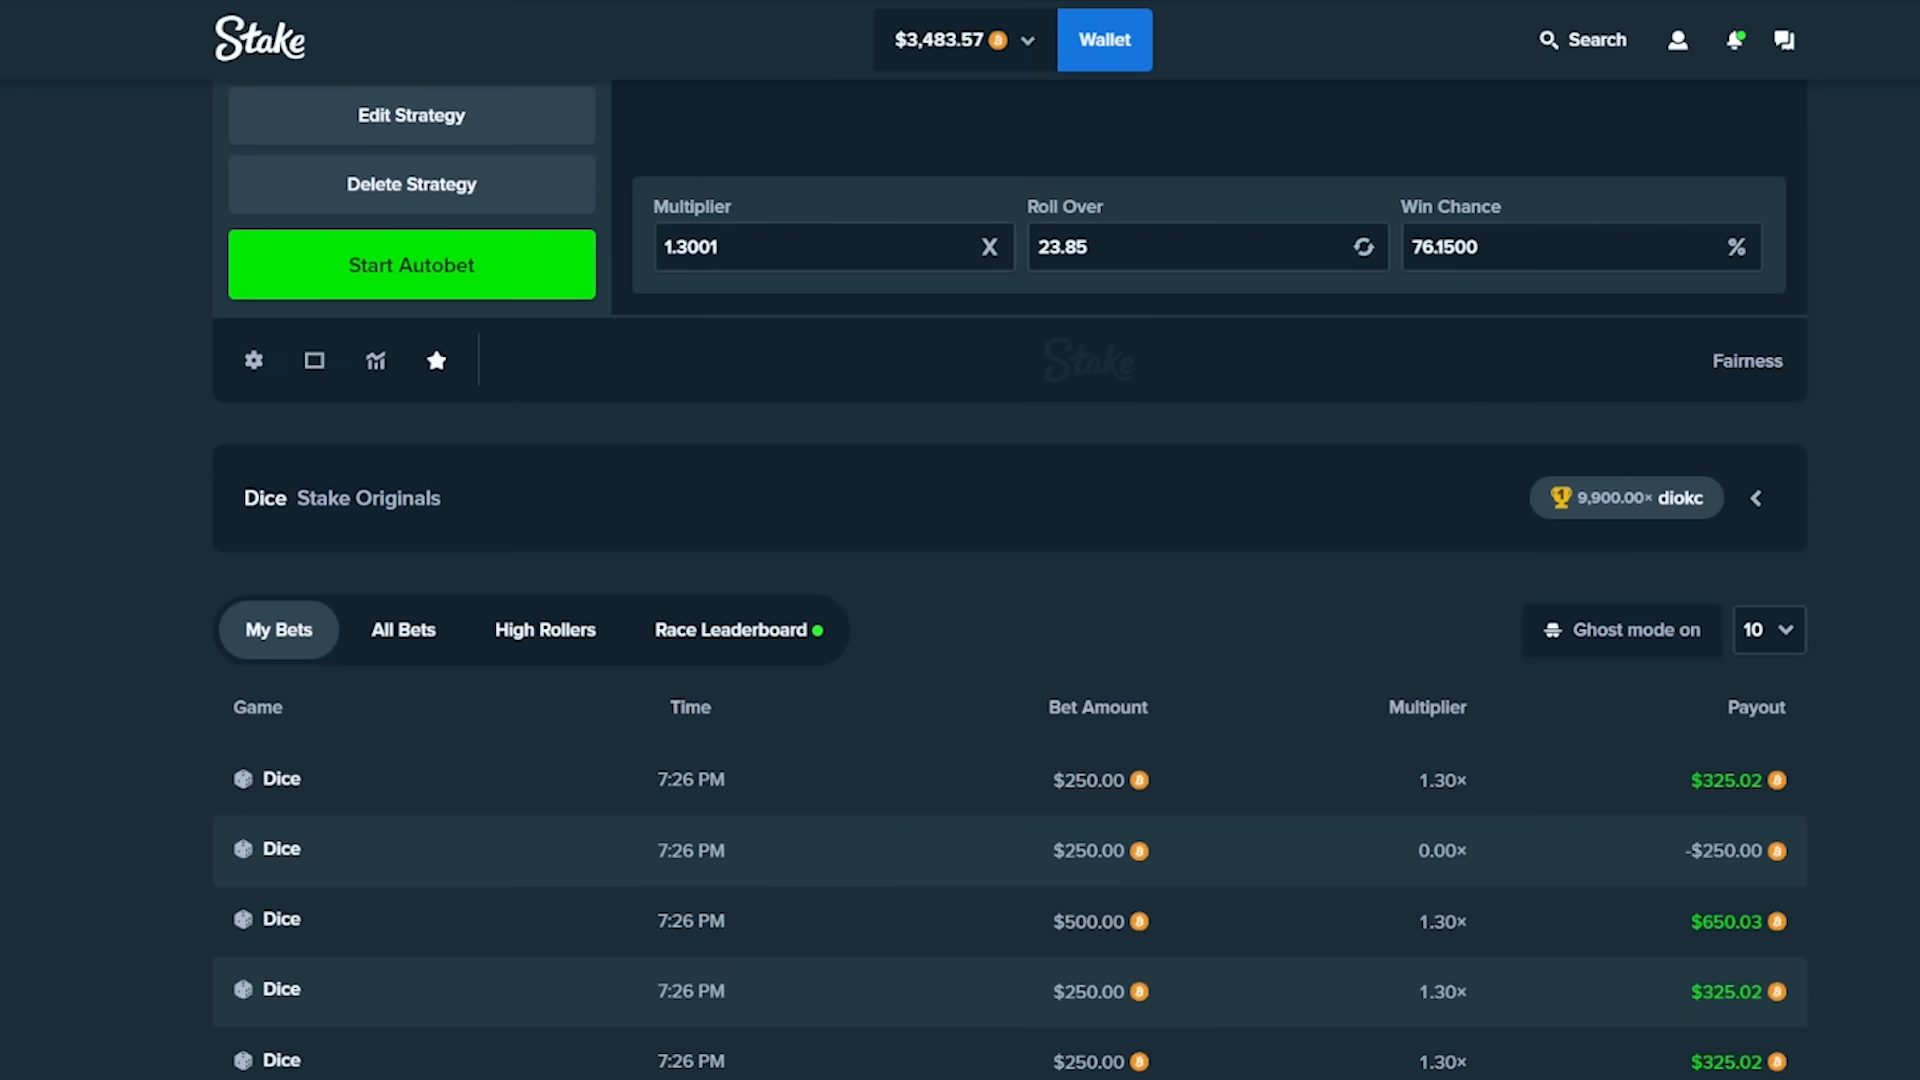 Stake
$3,483.57
Wallet
Search
Edit Strategy
Delete Strategy
Start Autobet
Multiplier
Roll Over
Win Chance
1.3001 X
23.85
76.1500 %
Stake
Fairness
Dice Stake Originals
1 9,900.00× diokc
My Bets
All Bets
High Rollers
Race Leaderboard
Ghost mode on
10
Game Time Bet Amount Multiplier Payout
Dice 7:26 PM $250.00 1.30× $325.02
Dice 7:26 PM $250.00 0.00× -$250.00
Dice 7:26 PM $500.00 1.30× $650.03
Dice 7:26 PM $250.00 1.30× $325.02
Dice 7:26 PM $250.00 1.30× $325.02